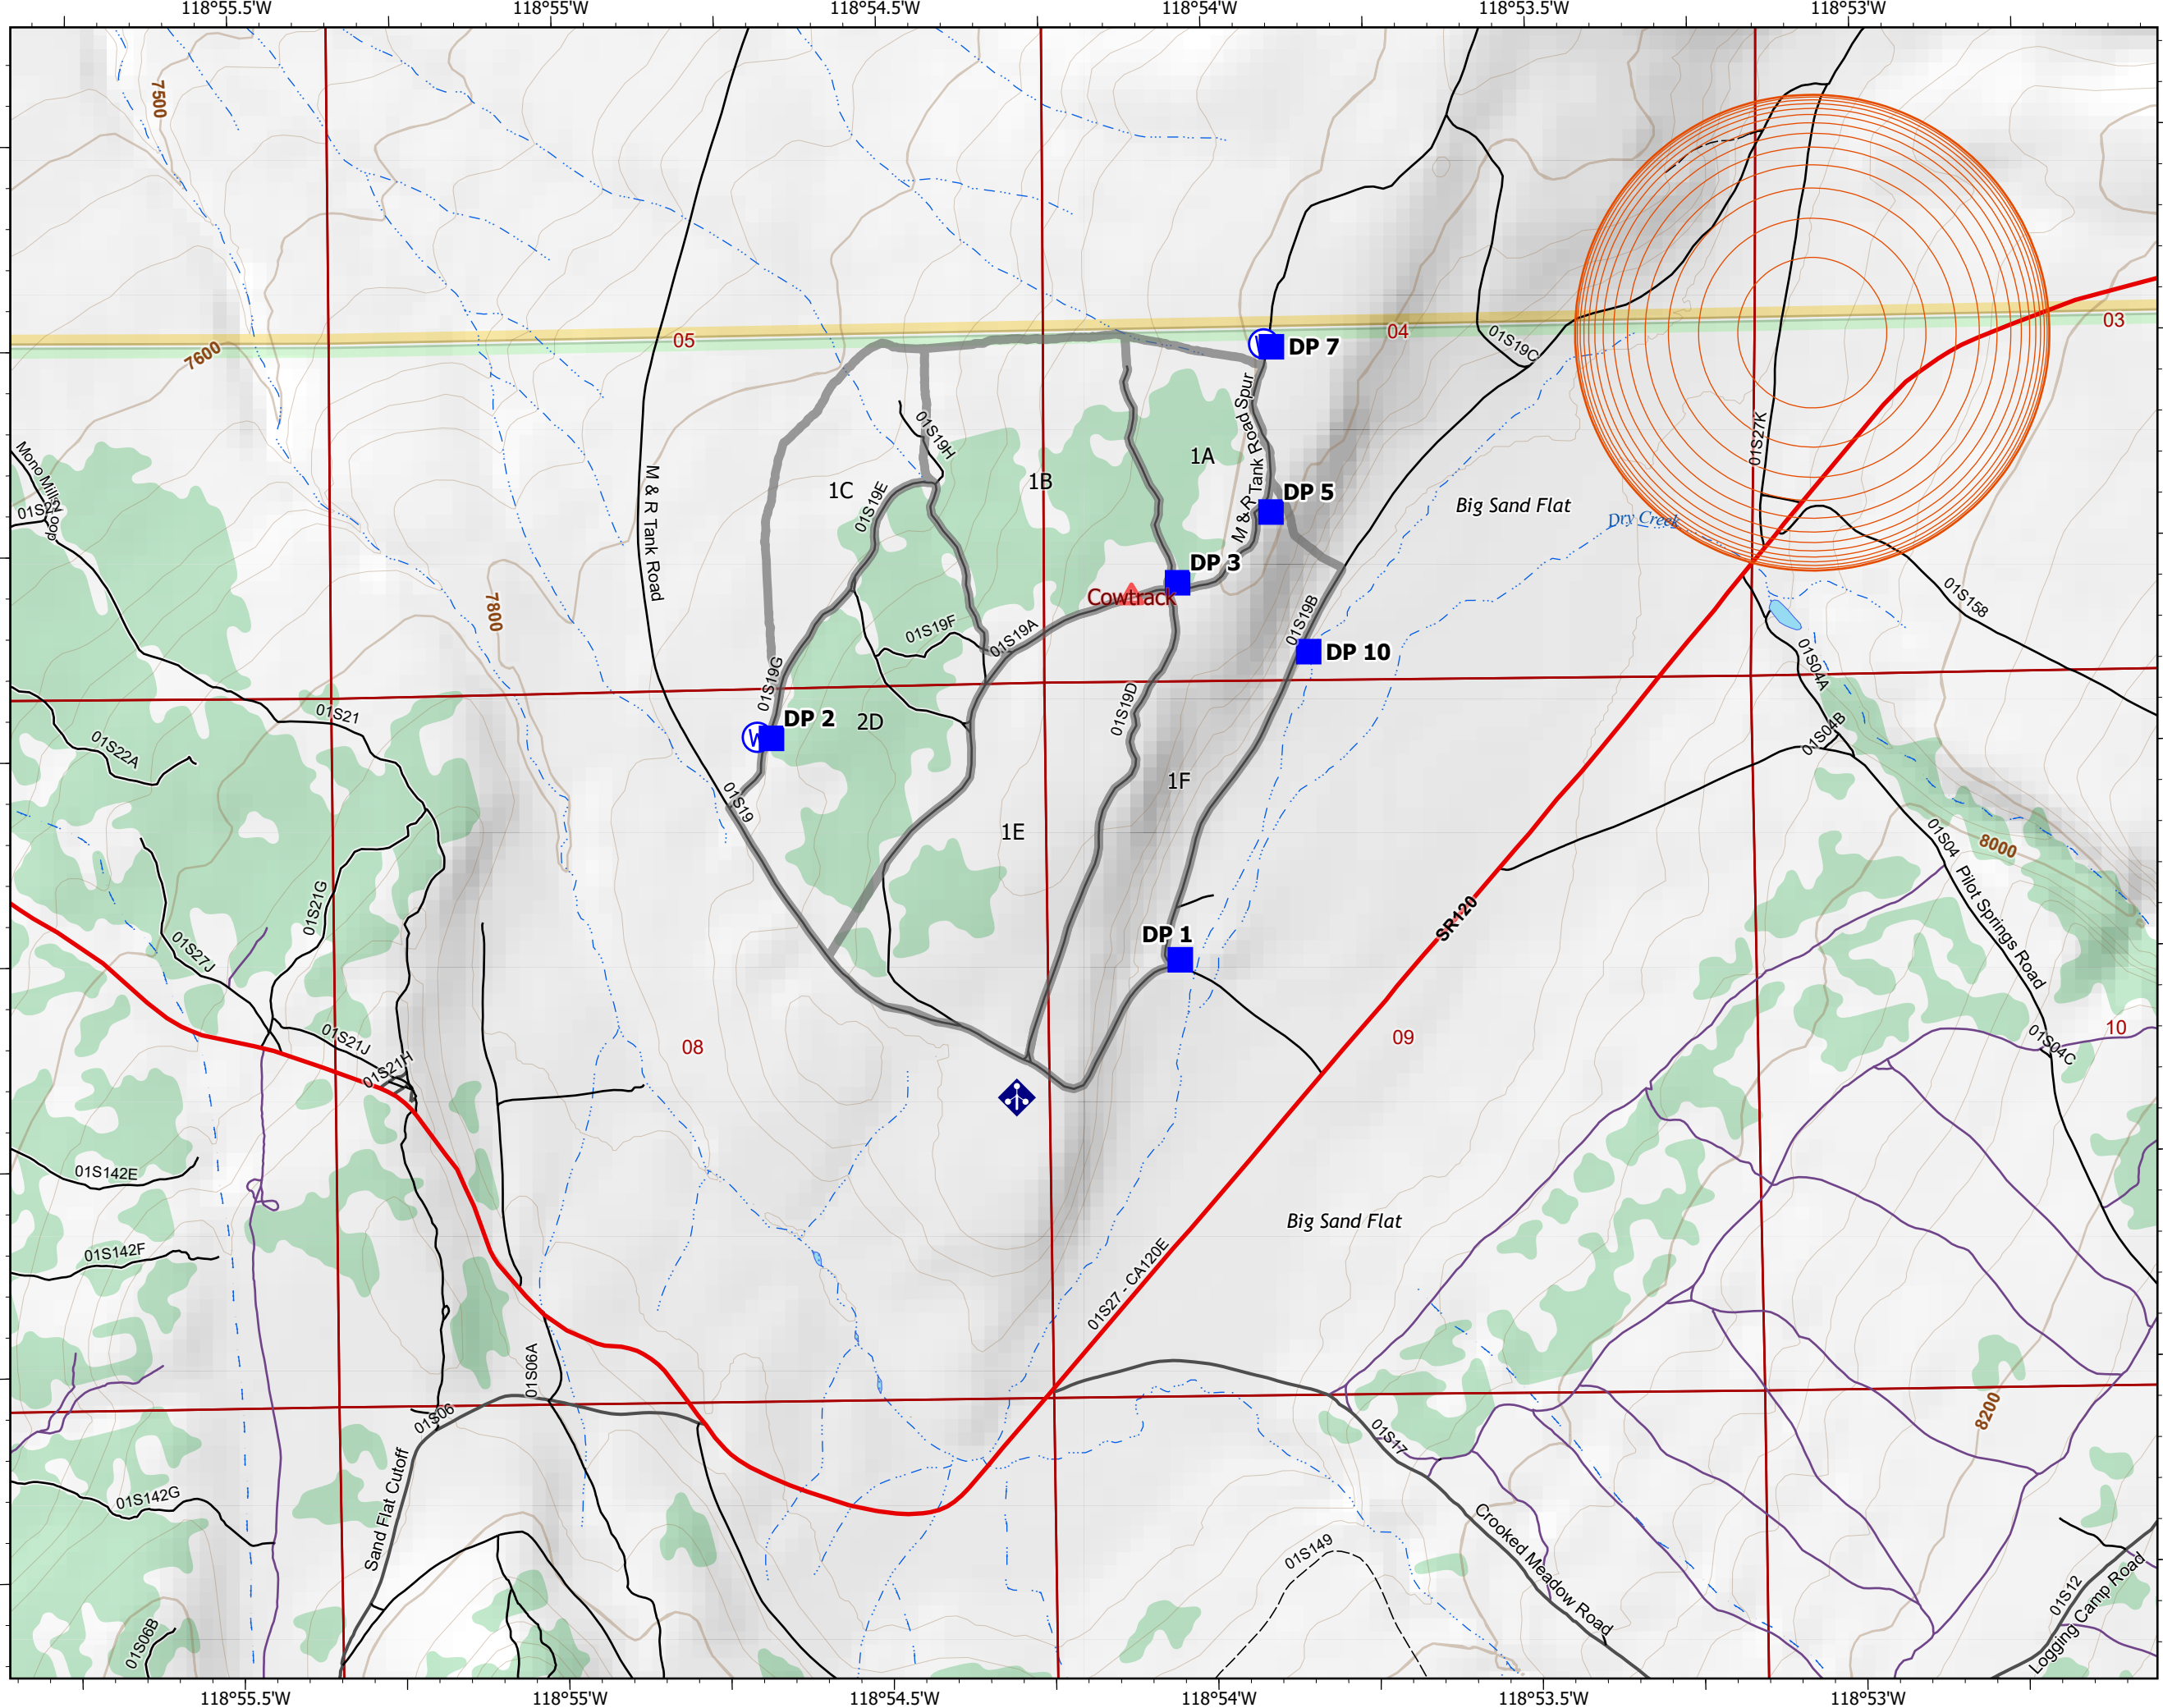 118°55.5'W
118°55'W
118°54.5'W
118°54'W
118°53.5'W
118°53'W
7500
7600
05
04
03
DP 7
01S19C
M & R Tank Road Spur
01S27K
01S19H
1A
1B
1C
01S19E
DP 5
Big Sand Flat
Dry Creek
Mono Mills Loop
01S22
M & R Tank Road
DP 3
Cowtrack
7800
01S19F
01S19A
01S19B
DP 10
01S158
01S04A
01S19G
DP 2
2D
01S19D
01S21
01S22A
01S04B
1F
01S19
1E
01S04
Pilot Springs Road
8000
01S21G
01S27J
DP 1
SR120
01S21J
01S21H
08
09
10
01S04C
01S142E
01S142F
Big Sand Flat
01S27 - CA120E
01S06A
01S06
Sand Flat Cutoff
01S17
8200
01S142G
Crooked Meadow Road
01S149
01S06B
01S12
Logging Camp Road
118°55.5'W
118°55'W
118°54.5'W
118°54'W
118°53.5'W
118°53'W